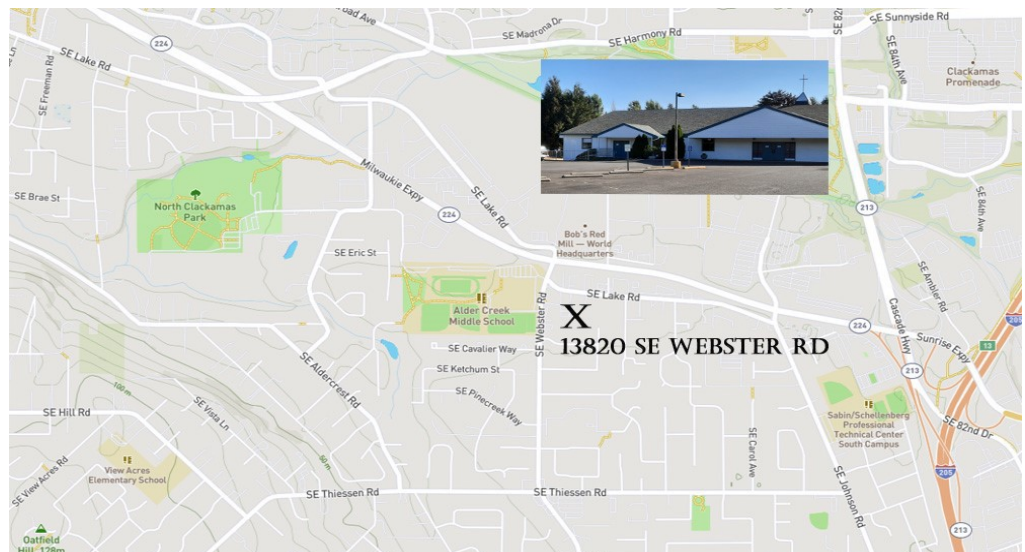 SE Sunnyside Rd
SE 82
oad Ave
SE Madrona Dr
SE Harmony Rd
224
SE Lake Rd
SE Freeman Rd
SE 84th Ave
Clackamas
Promenade
Milwaukie Expy
North Clackamas
Park
SE Brae St
224
SE Lake Rd
213
SE 84th Ave
Bob's Red
Mill — World
Headquarters
SE Eric St
SE Ambler Rd
SE Lake Rd
Alder Creek
Middle School
SE Webster Rd
X
13820 SE WEBSTER RD
Cascade Hwy
224
205
Sunrise Expy
13
SE Cavalier Way
SE Ketchum St
SE Pinecreek Way
SE Aldercrest Rd
100 m
213
SE Hill Rd
SE Vista Ln
SE Carol Ave
Sabin/Schellenberg
Professional
Technical Center
South Campus
SE 82nd Dr
50 m
View Acres
Elementary School
SE View Acres Rd
205
SE Thiessen Rd
SE Thiessen Rd
SE Johnson Rd
213
Oatfield
Hill 128m